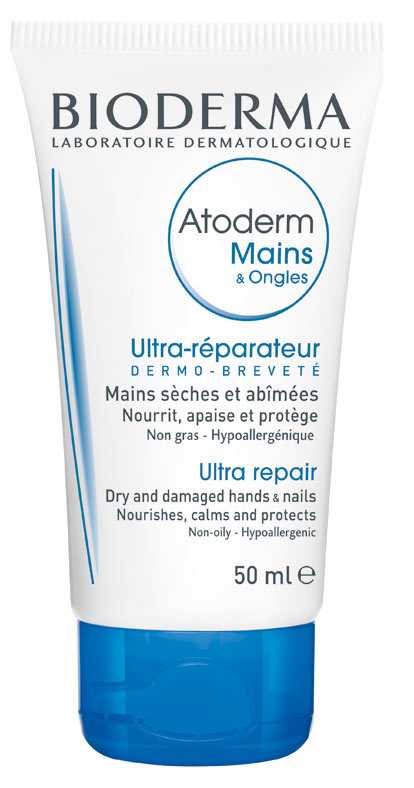 BIODERMA
LABORATOIRE DERMATOLOGIQUE
Atoderm
Mains
& Ongles
Ultra-réparateur
DERMO-BREVETÉ
Mains sèches et abîmées
Nourrit, apaise et protège
Non gras - Hypoallergénique
Ultra repair
Dry and damaged hands & nails
Nourishes, calms and protects
Non-oily - Hypoallergenic
50 ml ℮